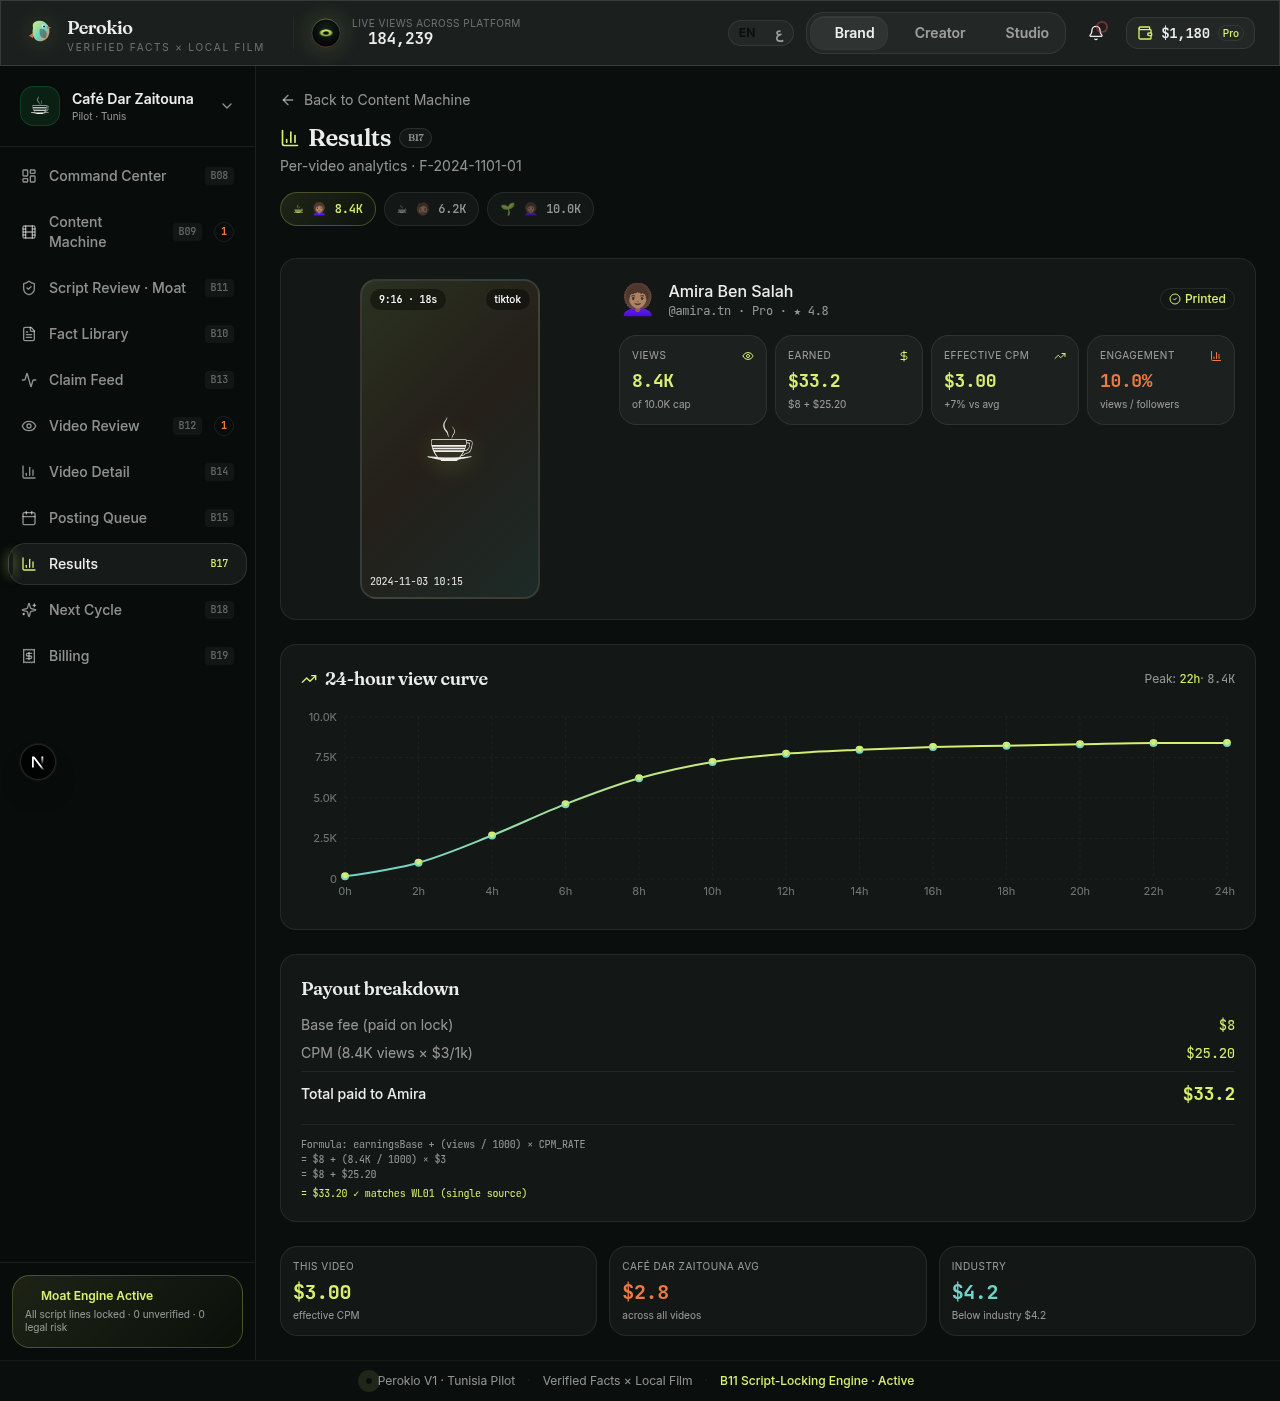 Perokio
VERIFIED FACTS × LOCAL FILM
LIVE VIEWS ACROSS PLATFORM
184,239
EN ع
Brand
Creator
Studio
$1,180 Pro
Café Dar Zaitouna
Pilot · Tunis
Command Center B08
Content Machine B09 1
Script Review · Moat B11
Fact Library B10
Claim Feed B13
Video Review B12 1
Video Detail B14
Posting Queue B15
Results B17
Next Cycle B18
Billing B19
N
Moat Engine Active
All script lines locked · 0 unverified · 0
legal risk
Back to Content Machine
Results B17
Per-video analytics · F-2024-1101-01
8.4K
6.2K
10.0K
9:16 · 18s
tiktok
2024-11-03 10:15
Amira Ben Salah
@amira.tn · Pro · ★ 4.8
Printed
VIEWS
8.4K
of 10.0K cap
EARNED
$33.2
$8 + $25.20
EFFECTIVE CPM
$3.00
+7% vs avg
ENGAGEMENT
10.0%
views / followers
24-hour view curve
Peak: 22h · 8.4K
10.0K
7.5K
5.0K
2.5K
0
0h 2h 4h 6h 8h 10h 12h 14h 16h 18h 20h 22h 24h
Payout breakdown
Base fee (paid on lock) $8
CPM (8.4K views × $3/1k) $25.20
Total paid to Amira $33.2
Formula: earningsBase + (views / 1000) × CPM_RATE
= $8 + (8.4K / 1000) × $3
= $8 + $25.20
= $33.20 ✓ matches WL01 (single source)
THIS VIDEO
$3.00
effective CPM
CAFÉ DAR ZAITOUNA AVG
$2.8
across all videos
INDUSTRY
$4.2
Below industry $4.2
Perokio V1 · Tunisia Pilot · Verified Facts × Local Film · B11 Script-Locking Engine · Active